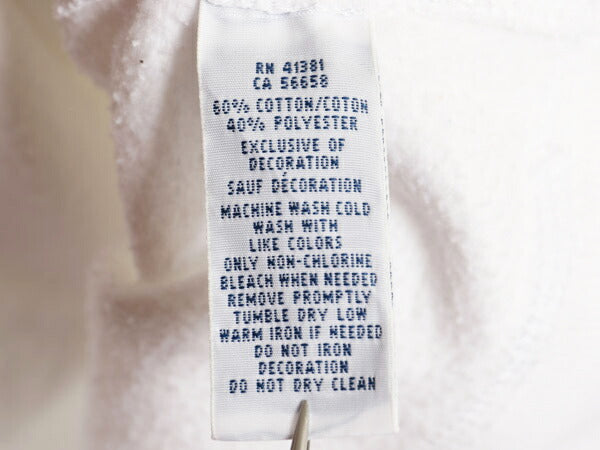 RN 41381
CA 56658
60% COTTON/COTON
40% POLYESTER
EXCLUSIVE OF
DECORATION
SAUF DÉCORATION
MACHINE WASH COLD
WASH WITH
LIKE COLORS
ONLY NON-CHLORINE
BLEACH WHEN NEEDED
REMOVE PROMPTLY
TUMBLE DRY LOW
WARM IRON IF NEEDED
DO NOT IRON
DECORATION
DO NOT DRY CLEAN